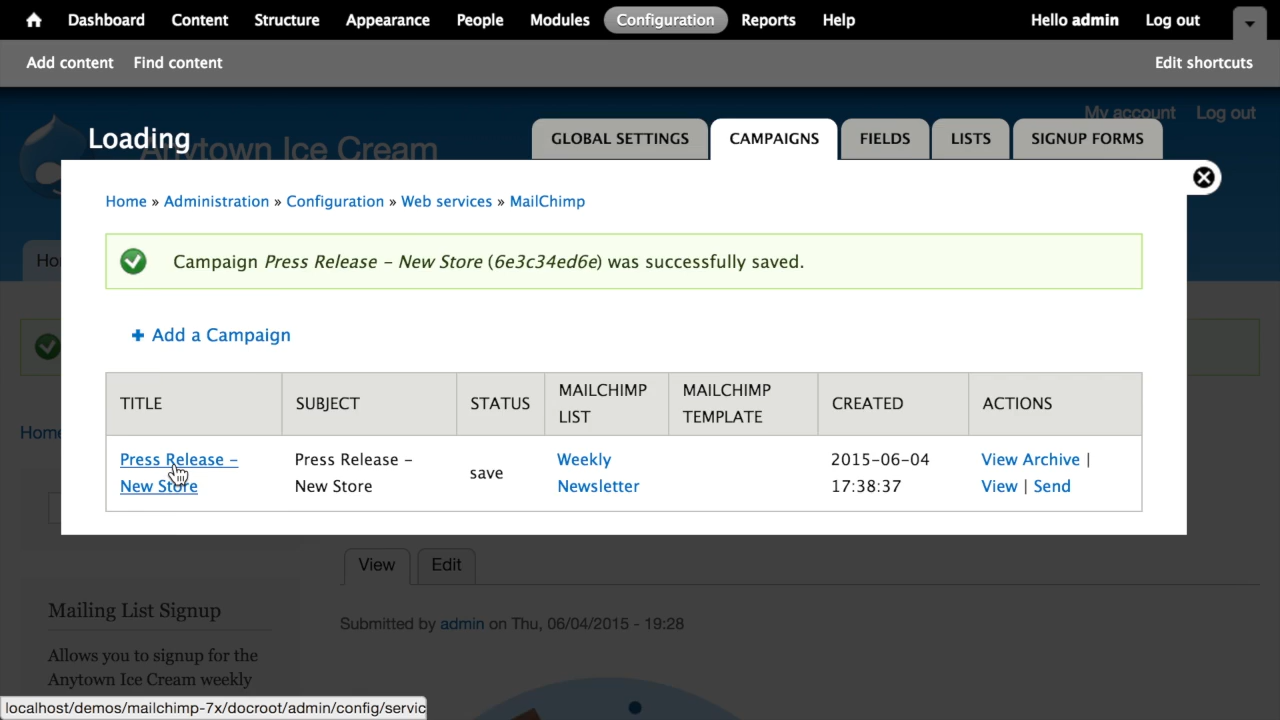 Dashboard Content Structure Appearance People Modules Configuration Reports Help Hello admin Log out
Add content Find content Edit shortcuts
My account Log out
Loading
Anytown Ice Cream
GLOBAL SETTINGS CAMPAIGNS FIELDS LISTS SIGNUP FORMS
Home » Administration » Configuration » Web services » MailChimp
Campaign Press Release – New Store (6e3c34ed6e) was successfully saved.
+ Add a Campaign
TITLE SUBJECT STATUS MAILCHIMP LIST MAILCHIMP TEMPLATE CREATED ACTIONS
Press Release –
New Store
Press Release –
New Store
save
Weekly
Newsletter
2015-06-04
17:38:37
View Archive |
View | Send
Home
View Edit
Mailing List Signup
Submitted by admin on Thu, 06/04/2015 - 19:28
Allows you to signup for the
Anytown Ice Cream weekly
localhost/demos/mailchimp-7x/docroot/admin/config/servic